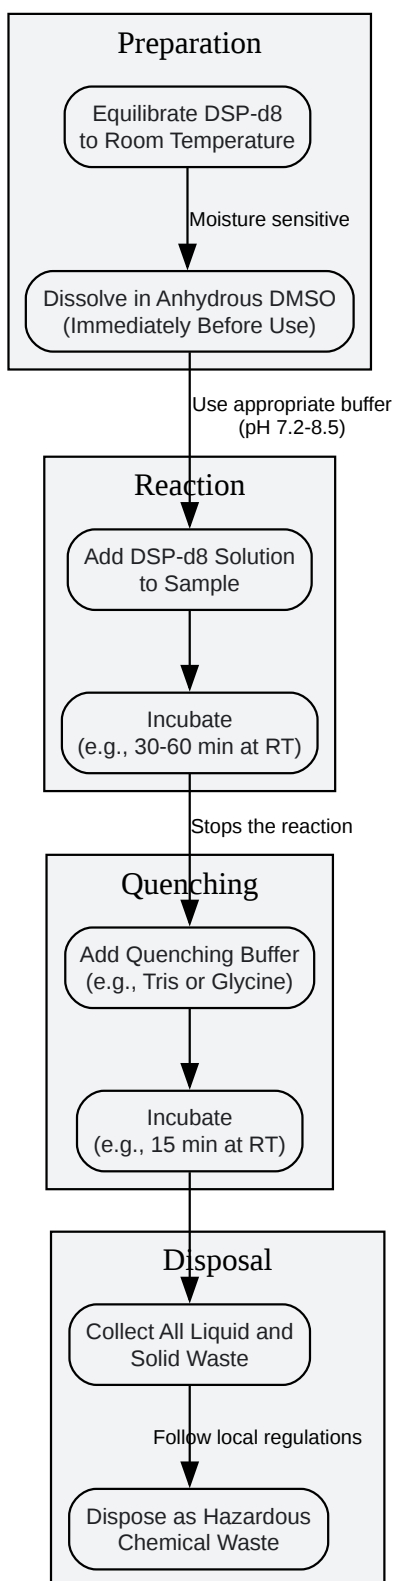 Preparation
Equilibrate DSP-d8
to Room Temperature
Moisture sensitive
Dissolve in Anhydrous DMSO
(Immediately Before Use)
Use appropriate buffer
(pH 7.2-8.5)
Reaction
Add DSP-d8 Solution
to Sample
Incubate
(e.g., 30-60 min at RT)
Stops the reaction
Quenching
Add Quenching Buffer
(e.g., Tris or Glycine)
Incubate
(e.g., 15 min at RT)
Disposal
Collect All Liquid and
Solid Waste
Follow local regulations
Dispose as Hazardous
Chemical Waste